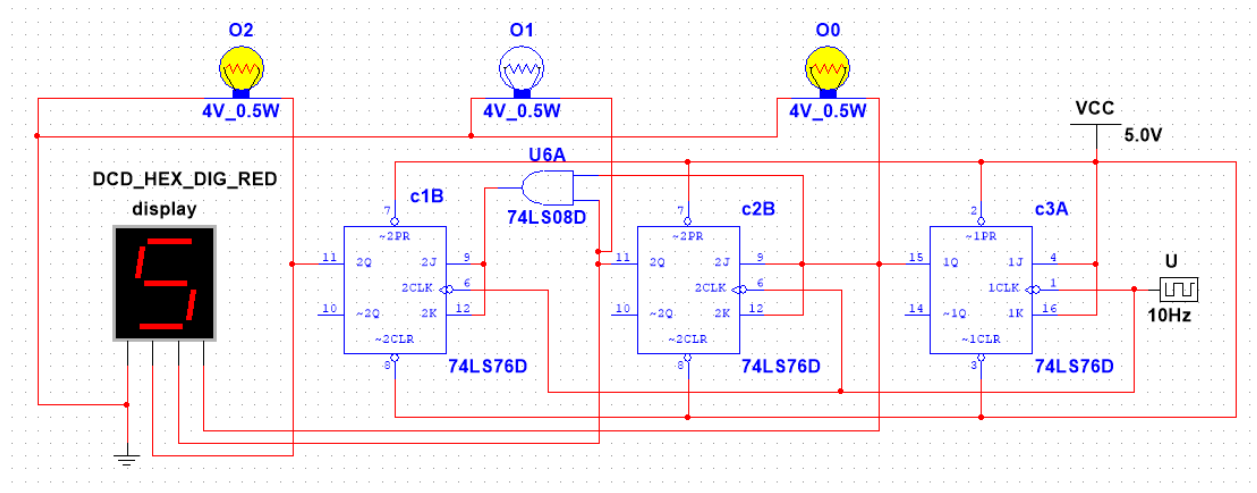 O2
O1
O0
4V_0.5W
4V_0.5W
4V_0.5W
VCC
5.0V
U6A
74LS08D
DCD_HEX_DIG_RED
display
5
c1B
7
~2PR
11
2Q
2J
9
2CLK
6
10
~2Q
2K
12
~2CLR
8
74LS76D
c2B
7
~2PR
11
2Q
2J
9
2CLK
6
10
~2Q
2K
12
~2CLR
8
74LS76D
c3A
2
~1PR
15
1Q
1J
4
1CLK
1
14
~1Q
1K
16
~1CLR
3
74LS76D
U
10Hz